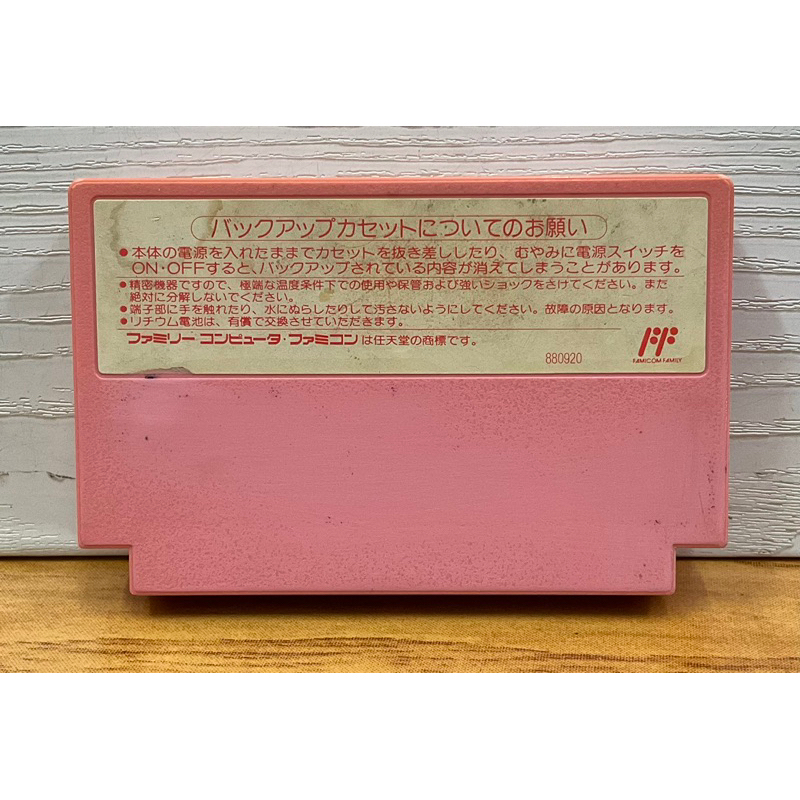 バックアップカセットについてのお願い
●本体の電源を入れたままでカセットを抜き差ししたり、むやみに電源スイッチを
ON・OFFすると、バックアップされている内容が消えてしまうことがあります。
●精密機器ですので、極端な温度条件下での使用や保管および強いショックをさけてください。また
絶対に分解しないでください。
●端子部に手を触れたり、水にぬらしたりして汚さないようにしてください。故障の原因となります。
●リチウム電池は、有償で交換させていただきます。
ファミリーコンピュータ・ファミコンは任天堂の商標です。
880920
FAMICOM FAMILY